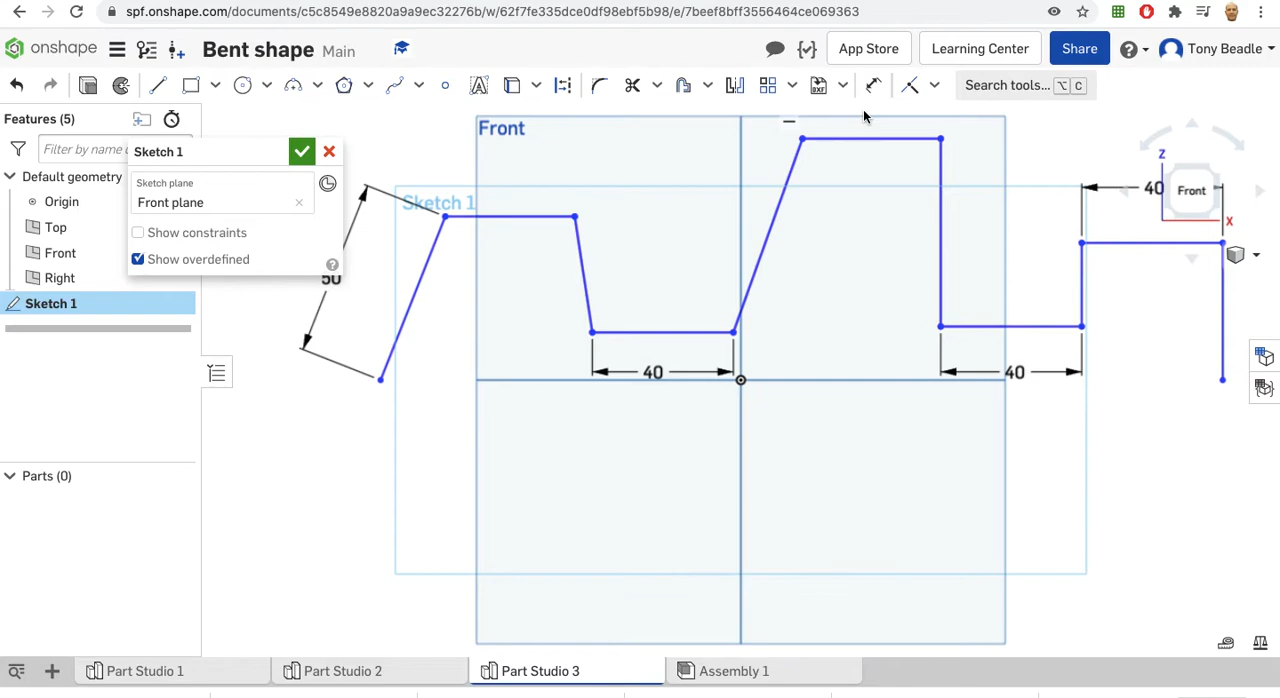 spf.onshape.com/documents/c5c8549e8820a9a9ec32276b/w/62f7fe335dce0df98ebf5b98/e/7beef8bff3556464ce069363
onshape
Bent shape Main
App Store
Learning Center
Share
Tony Beadle
Search tools... ⌥ C
Features (5)
Filter by name
Default geometry
Origin
Top
Front
Right
Sketch 1
Parts (0)
Sketch 1
Sketch plane
Front plane
Show constraints
Show overdefined
Front
Sketch 1
50
40
40
40
Z
Front
X
Part Studio 1
Part Studio 2
Part Studio 3
Assembly 1